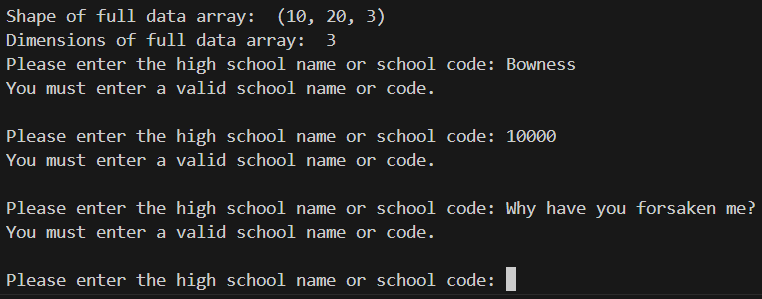 Shape of full data array:  (10, 20, 3)
Dimensions of full data array:  3
Please enter the high school name or school code: Bowness
You must enter a valid school name or code.
Please enter the high school name or school code: 10000
You must enter a valid school name or code.
Please enter the high school name or school code: Why have you forsaken me?
You must enter a valid school name or code.
Please enter the high school name or school code: